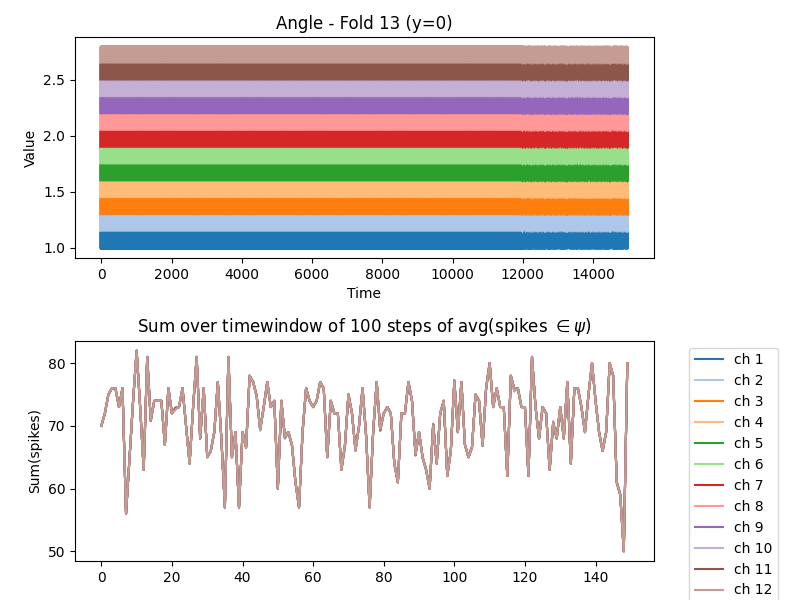 Angle - Fold 13 (y=0)
Value
2.5
2.0
1.5
1.0
0 2000 4000 6000 8000 10000 12000 14000
Time
Sum over timewindow of 100 steps of avg(spikes ∈ ψ)
Sum(spikes)
80
70
60
50
0 20 40 60 80 100 120 140
ch 1
ch 2
ch 3
ch 4
ch 5
ch 6
ch 7
ch 8
ch 9
ch 10
ch 11
ch 12